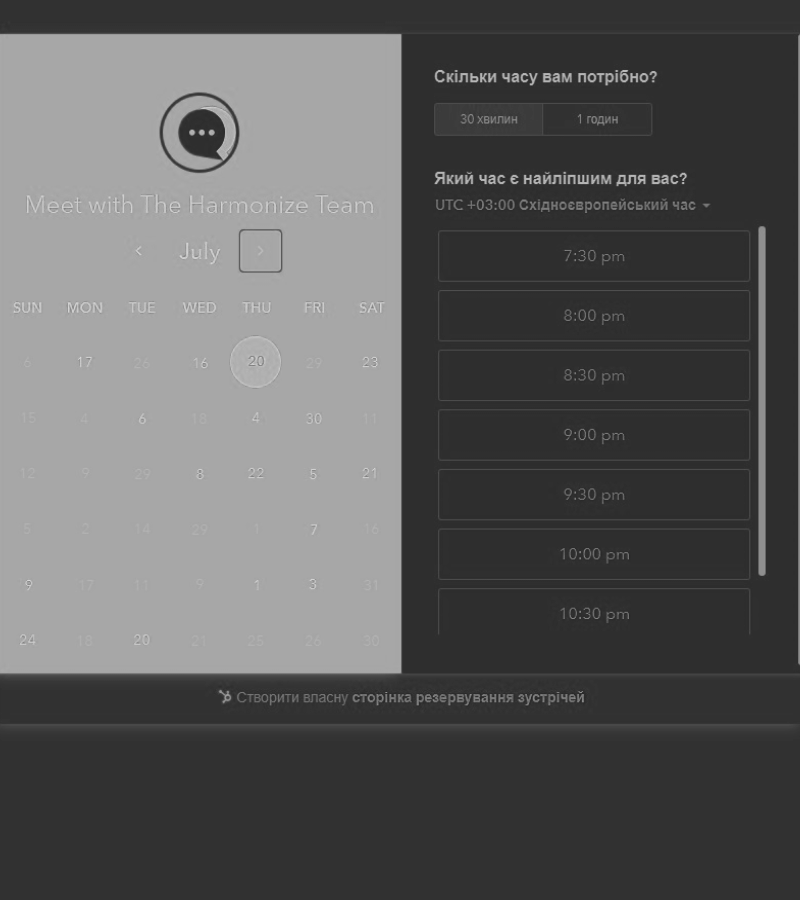 Meet with The Harmonize Team
July
SUN MON TUE WED THU FRI SAT
6 17 26 16 20 29 23
15 4 6 13 4 30 11
12 9 29 8 22 5 21
5 2 14 29 1 7 16
9 17 11 9 1 3 31
24 18 20 21 25 26 30
Скільки часу вам потрібно?
30 хвилин 1 годин
Який час є найліпшим для вас?
UTC +03:00 Східноєвропейський час
7:30 pm
8:00 pm
8:30 pm
9:00 pm
9:30 pm
10:00 pm
10:30 pm
Створити власну сторінка резервування зустрічей